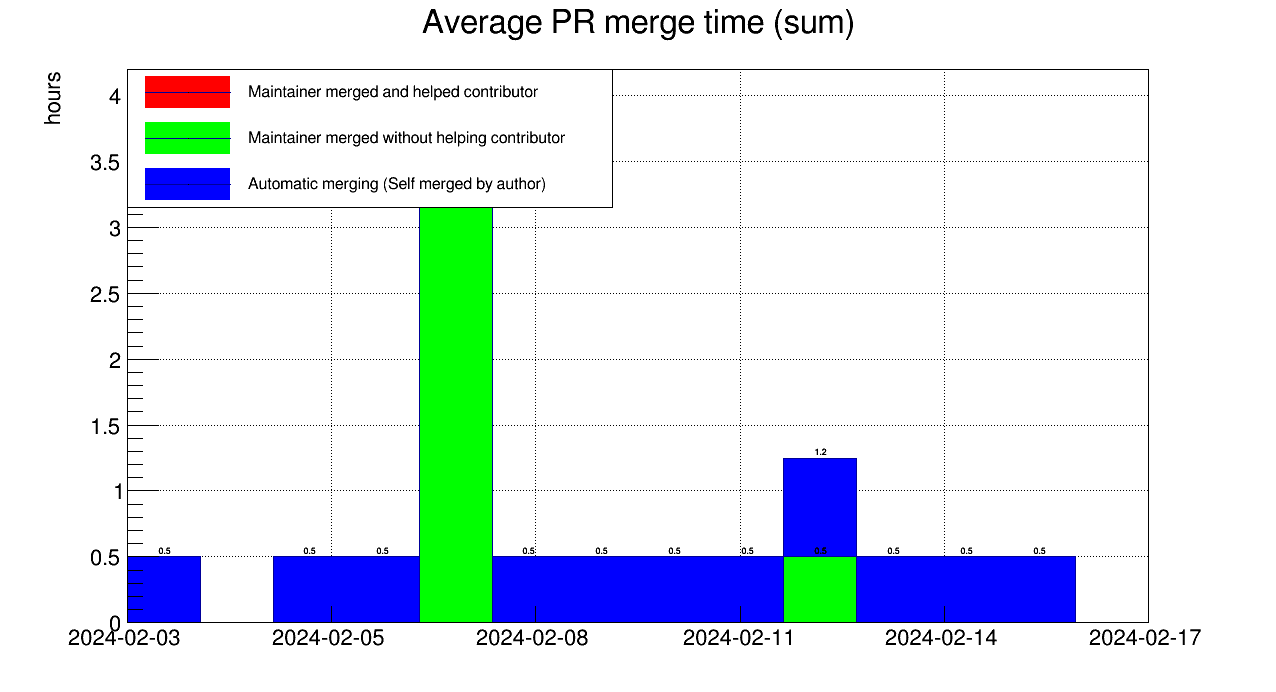 Average PR merge time (sum)
hours
Maintainer merged and helped contributor
Maintainer merged without helping contributor
Automatic merging (Self merged by author)
4
3.5
3
2.5
2
1.5
1
0.5
0
1.2
0.5 0.5 0.5 0.5 0.5 0.5 0.5 0.5 0.5 0.5 0.5
2024-02-03 2024-02-05 2024-02-08 2024-02-11 2024-02-14 2024-02-17